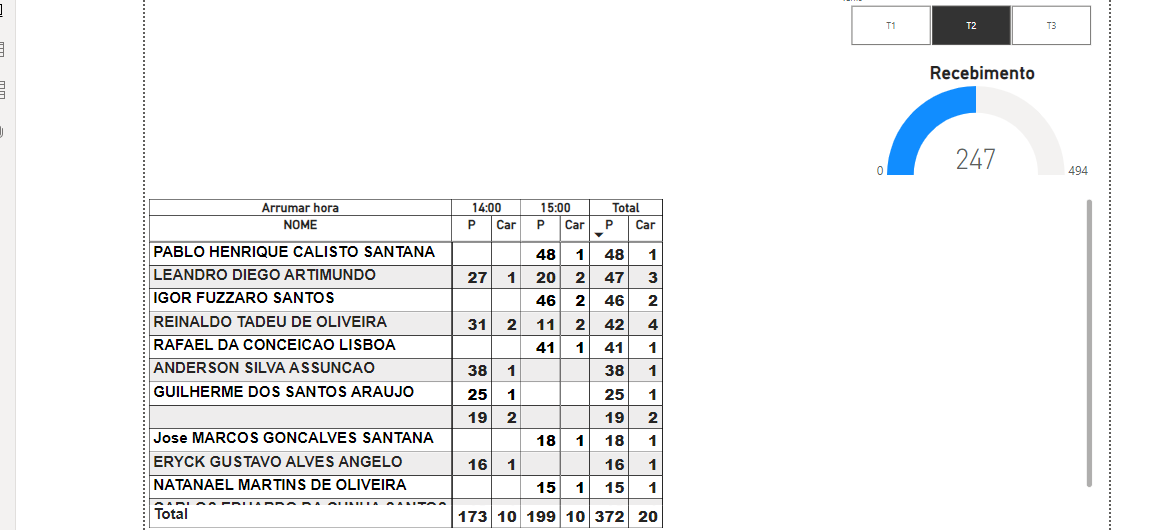 T1 T2 T3
Recebimento
247
0 494
Arrumar hora 14:00 15:00 Total
NOME P Car P Car P Car
PABLO HENRIQUE CALISTO SANTANA 48 1 48 1
LEANDRO DIEGO ARTIMUNDO 27 1 20 2 47 3
IGOR FUZZARO SANTOS 46 2 46 2
REINALDO TADEU DE OLIVEIRA 31 2 11 2 42 4
RAFAEL DA CONCEICAO LISBOA 41 1 41 1
ANDERSON SILVA ASSUNCAO 38 1 38 1
GUILHERME DOS SANTOS ARAUJO 25 1 25 1
19 2 19 2
Jose MARCOS GONCALVES SANTANA 18 1 18 1
ERYCK GUSTAVO ALVES ANGELO 16 1 16 1
NATANAEL MARTINS DE OLIVEIRA 15 1 15 1
Total 173 10 199 10 372 20